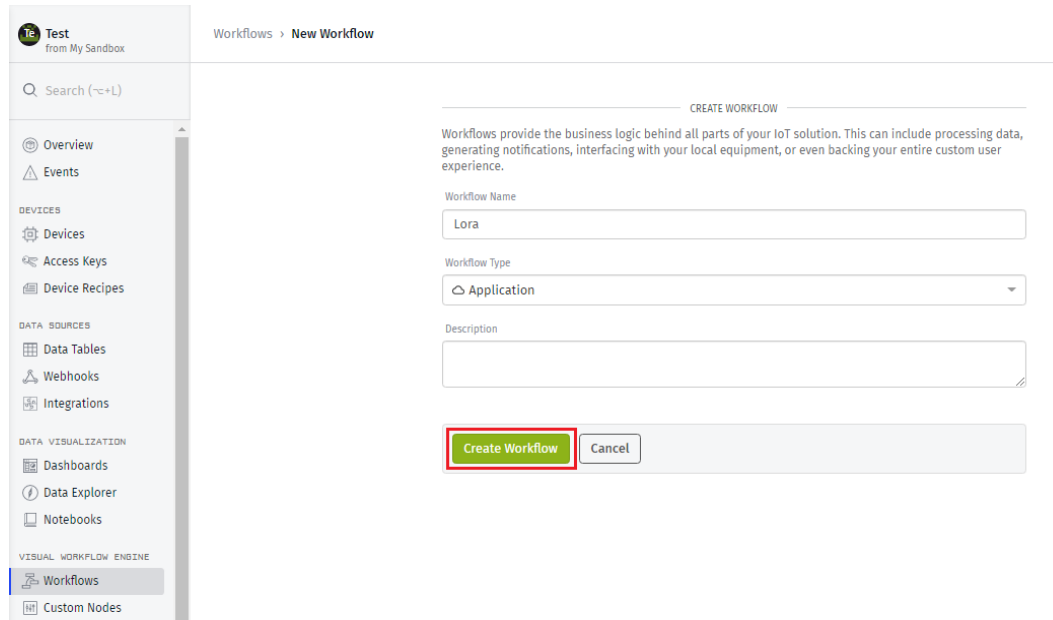 Te
Test
from My Sandbox
Workflows › New Workflow
Search (⌥+L)
Overview
Events
DEVICES
Devices
Access Keys
Device Recipes
DATA SOURCES
Data Tables
Webhooks
Integrations
DATA VISUALIZATION
Dashboards
Data Explorer
Notebooks
VISUAL WORKFLOW ENGINE
Workflows
Custom Nodes
CREATE WORKFLOW
Workflows provide the business logic behind all parts of your IoT solution. This can include processing data,
generating notifications, interfacing with your local equipment, or even backing your entire custom user
experience.
Workflow Name
Lora
Workflow Type
Application
Description
Create Workflow
Cancel